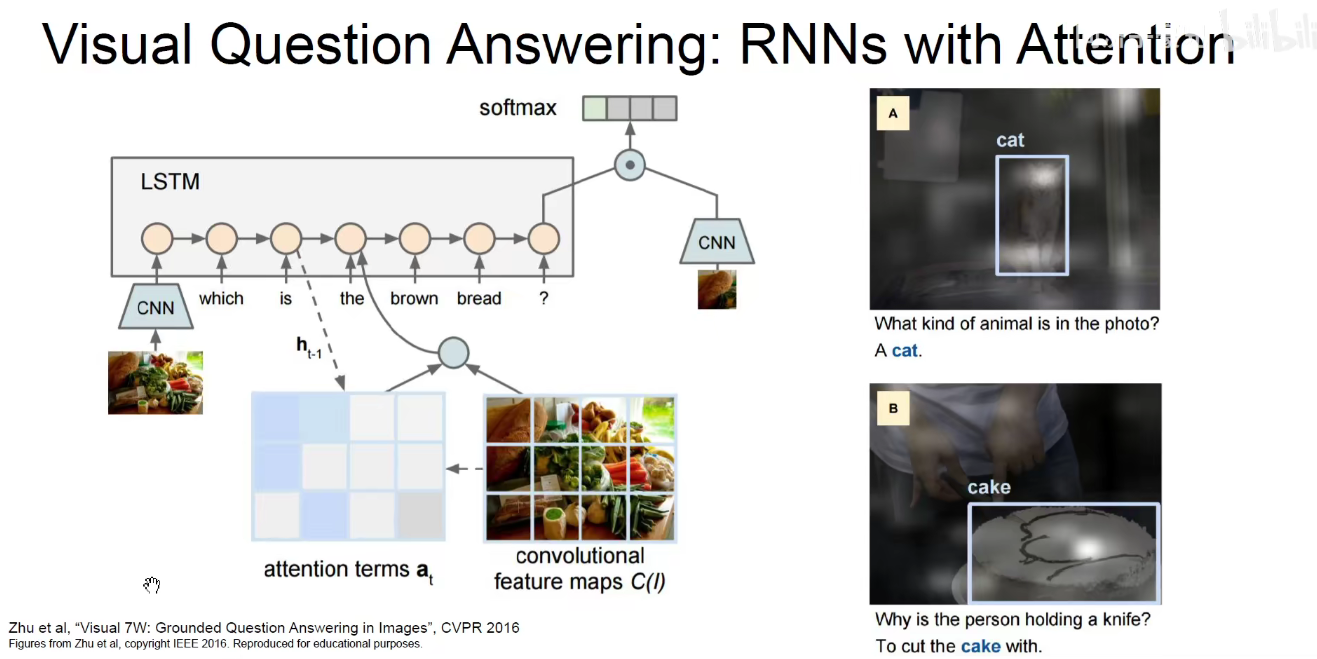 Visual Question Answering: RNNs with Attention
bilibili
softmax
LSTM
CNN
which
is
the
brown
bread
?
CNN
h_t-1
attention terms a_t
convolutional
feature maps C(I)
A
cat
What kind of animal is in the photo?
A cat.
B
cake
Why is the person holding a knife?
To cut the cake with.
Zhu et al, “Visual 7W: Grounded Question Answering in Images”, CVPR 2016
Figures from Zhu et al, copyright IEEE 2016. Reproduced for educational purposes.